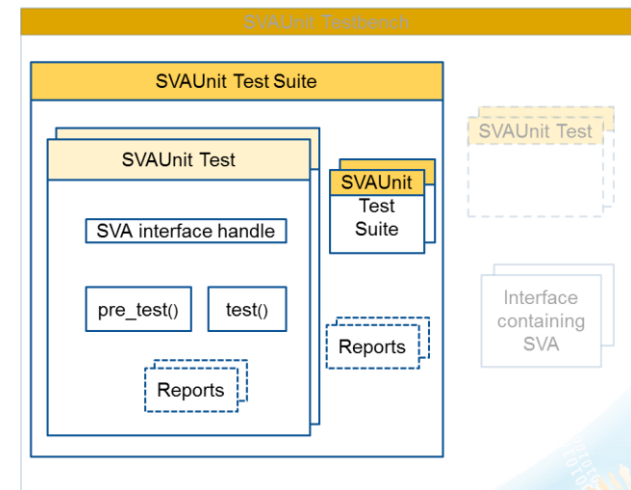 SVAUnit Testbench
SVAUnit Test Suite
SVAUnit Test
SVA interface handle
pre_test()
test()
Reports
SVAUnit
Test
Suite
Reports
SVAUnit Test
Interface
containing
SVA